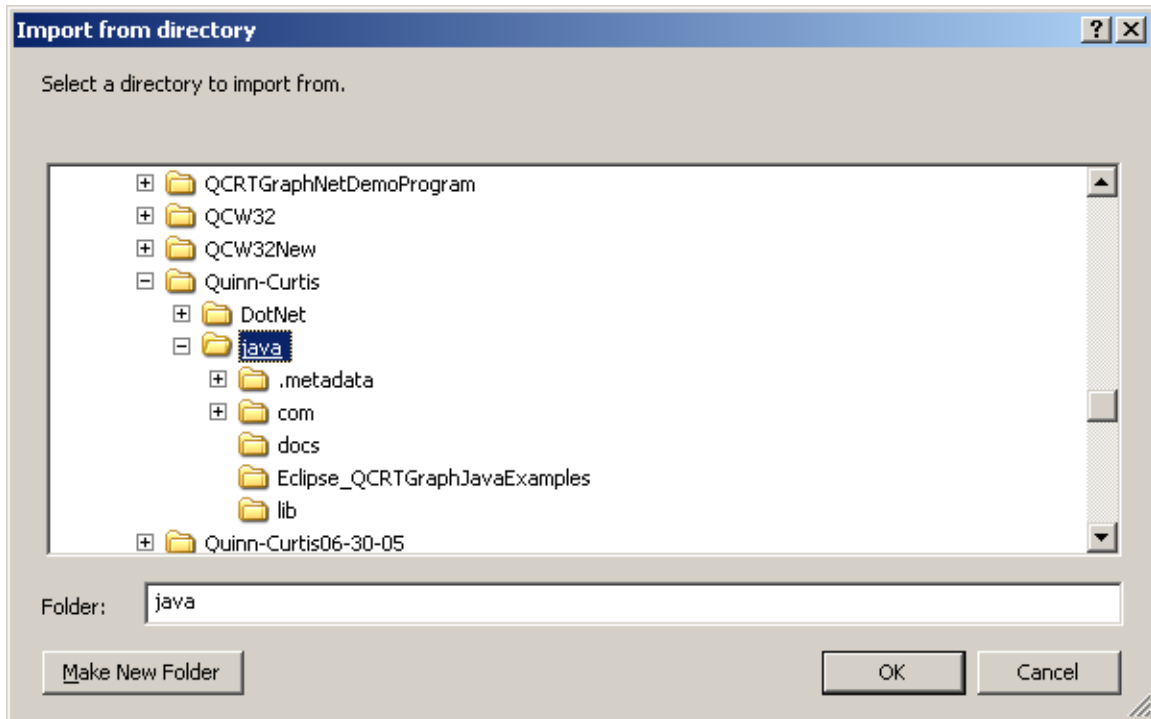 Import from directory
Select a directory to import from.
QCRTGraphNetDemoProgram
QCW32
QCW32New
Quinn-Curtis
DotNet
java
.metadata
com
docs
Eclipse_QCRTGraphJavaExamples
lib
Quinn-Curtis06-30-05
Folder: java
Make New Folder OK Cancel